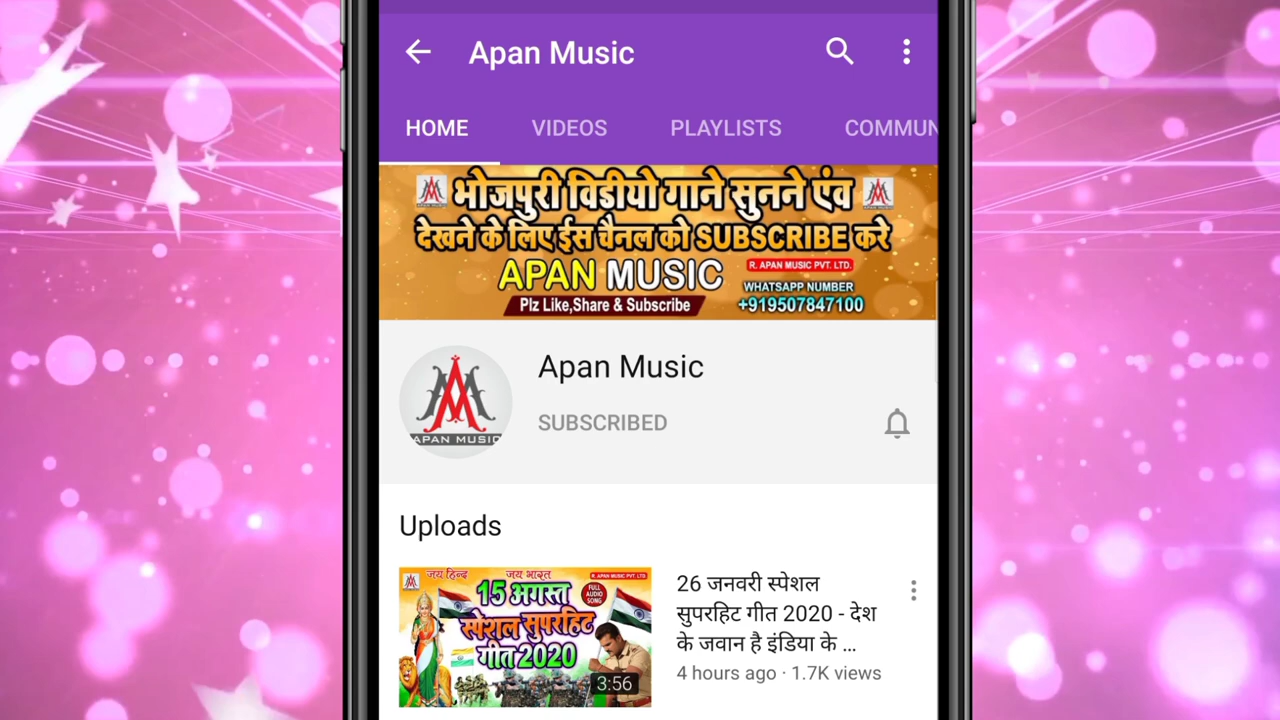 Apan Music
HOME VIDEOS PLAYLISTS COMMUN
भोजपुरी विडीयो गाने सुनने एंव
देखने के लिए ईस चैनल को SUBSCRIBE करे
APAN MUSIC
R. APAN MUSIC PVT. LTD.
WHATSAPP NUMBER
Plz Like,Share & Subscribe
+919507847100
Apan Music
APAN MUSIC
SUBSCRIBED
Uploads
जय हिन्द जय भारत
R. APAN MUSIC PVT. LTD
15 अगस्त
FULL
AUDIO
SONG
स्पेशल सुपरहिट
गीत 2020
3:56
26 जनवरी स्पेशल
सुपरहिट गीत 2020 - देश
के जवान है इंडिया के ...
4 hours ago · 1.7K views